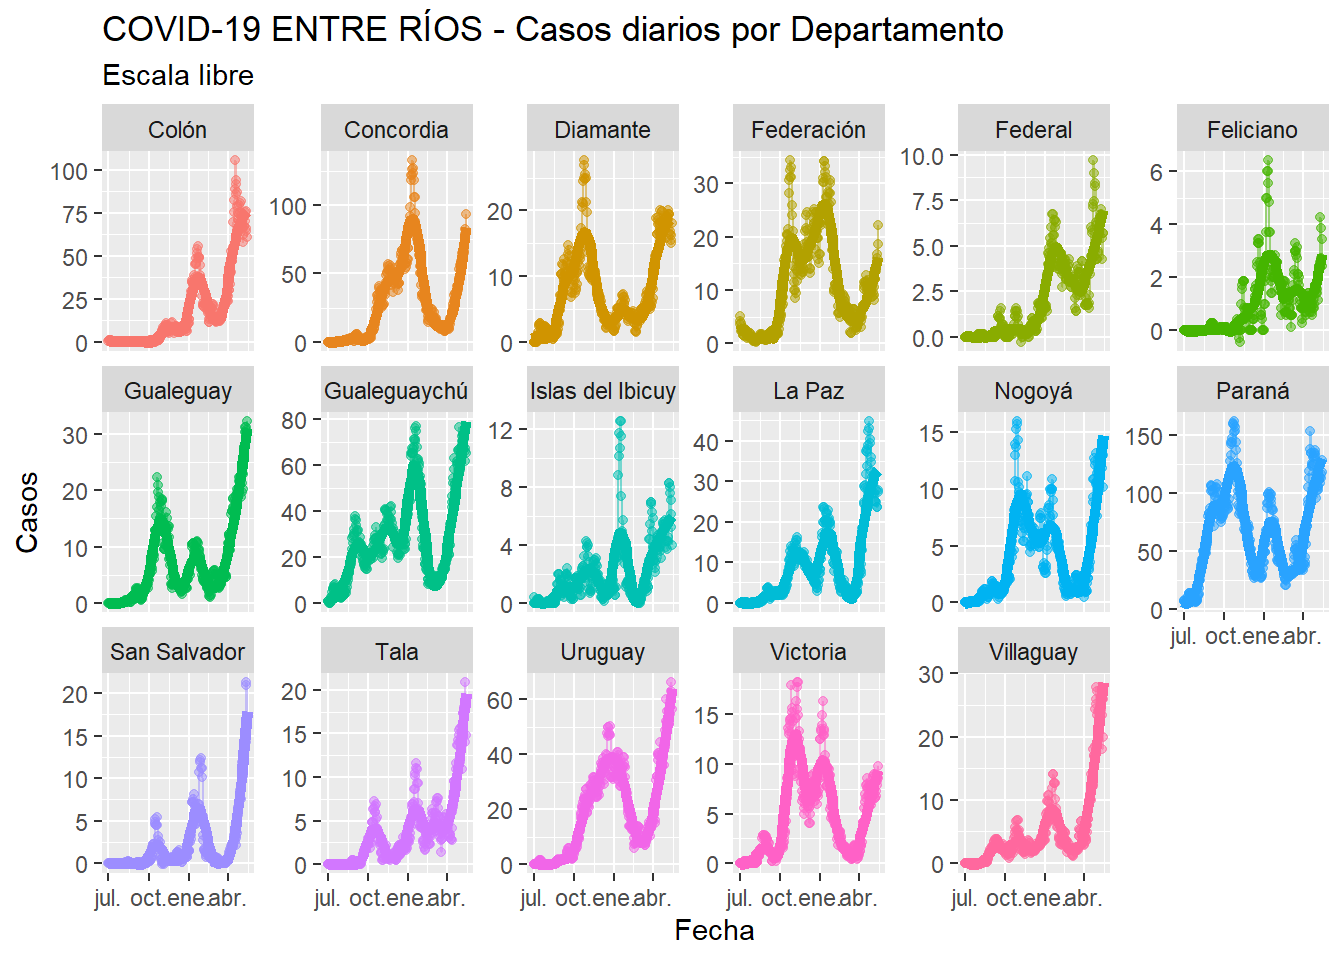 COVID-19 ENTRE RÍOS - Casos diarios por Departamento
Escala libre
Colón
Concordia
Diamante
Federación
Federal
Feliciano
100
75
50
25
0
100
50
0
20
10
0
30
20
10
0
10.0
7.5
5.0
2.5
0.0
6
4
2
0
Gualeguay
Gualeguaychú
Islas del Ibicuy
La Paz
Nogoyá
Paraná
30
20
10
0
80
60
40
20
0
12
8
4
0
40
30
20
10
0
15
10
5
0
150
100
50
0
jul. oct. ene. abr.
San Salvador
Tala
Uruguay
Victoria
Villaguay
20
15
10
5
0
20
15
10
5
0
60
40
20
0
15
10
5
0
30
20
10
0
jul. oct. ene. abr.
jul. oct. ene. abr.
jul. oct. ene. abr.
jul. oct. ene. abr.
jul. oct. ene. abr.
Casos
Fecha